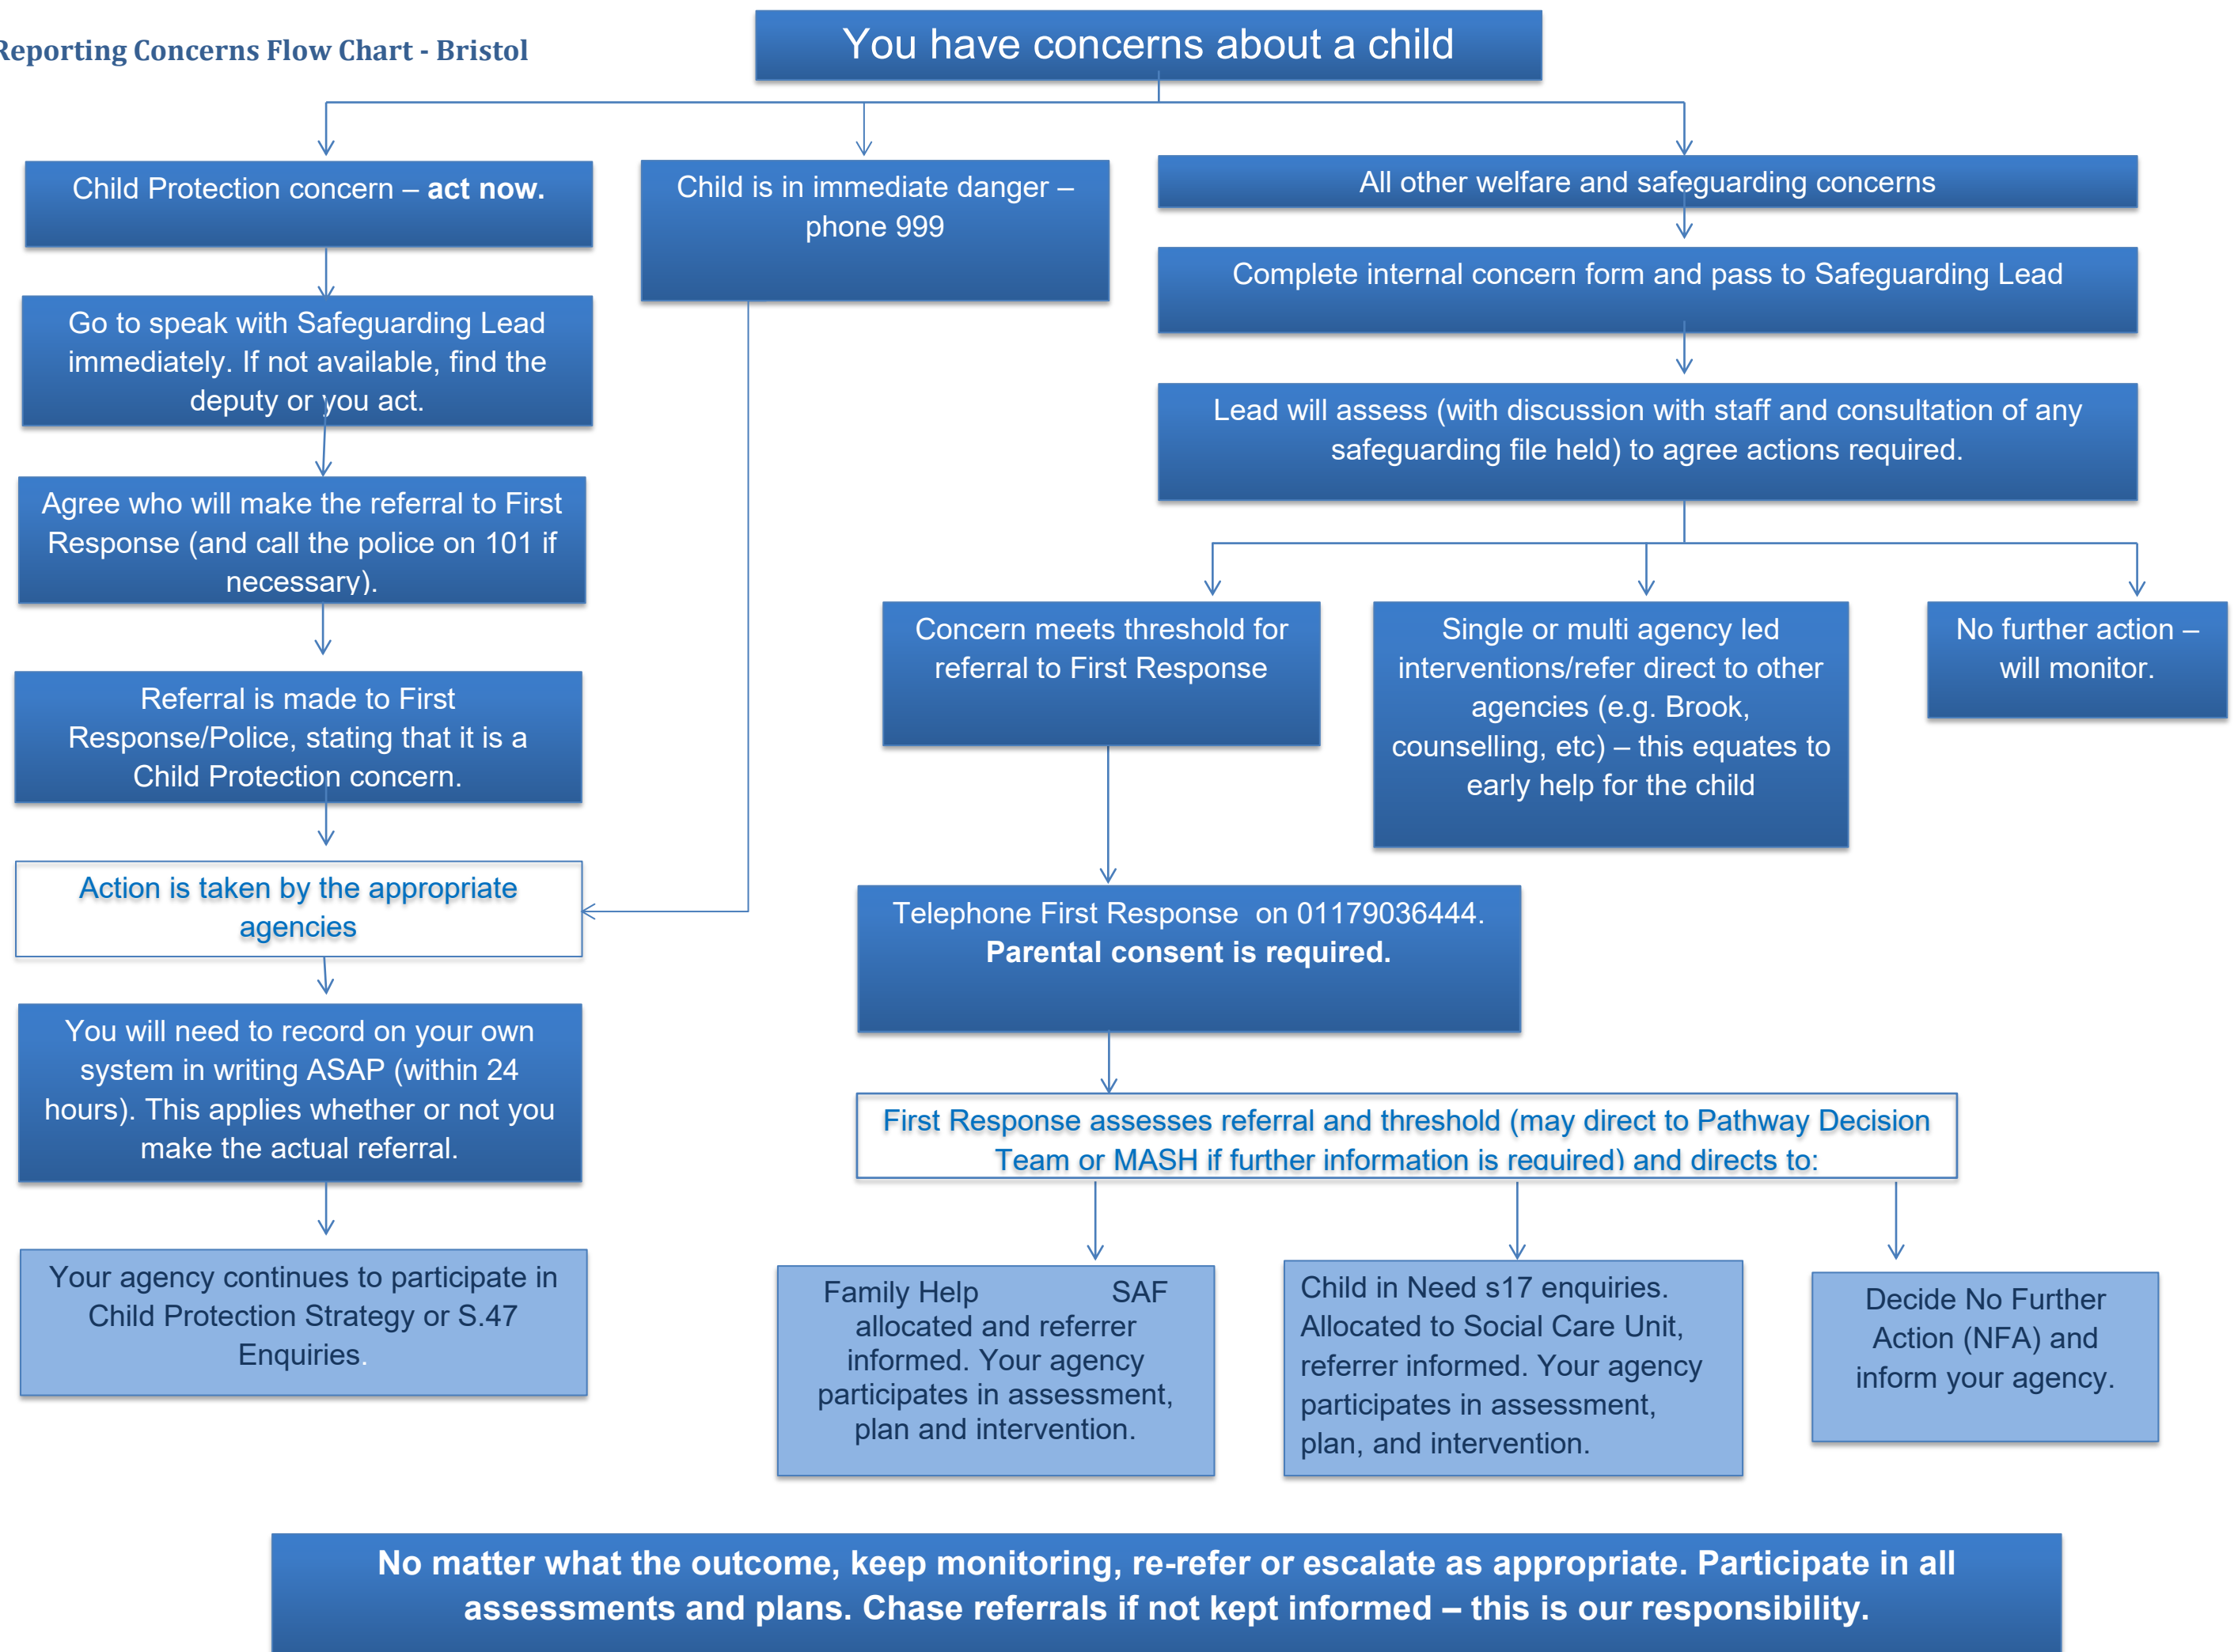 Reporting Concerns Flow Chart - Bristol
You have concerns about a child
Child Protection concern – act now.
Go to speak with Safeguarding Lead
immediately. If not available, find the
deputy or you act.
Agree who will make the referral to First
Response (and call the police on 101 if
necessary).
Referral is made to First
Response/Police, stating that it is a
Child Protection concern.
Action is taken by the appropriate
agencies
You will need to record on your own
system in writing ASAP (within 24
hours). This applies whether or not you
make the actual referral.
Your agency continues to participate in
Child Protection Strategy or S.47
Enquiries.
Child is in immediate danger –
phone 999
All other welfare and safeguarding concerns
Complete internal concern form and pass to Safeguarding Lead
Lead will assess (with discussion with staff and consultation of any
safeguarding file held) to agree actions required.
Concern meets threshold for
referral to First Response
Single or multi agency led
interventions/refer direct to other
agencies (e.g. Brook,
counselling, etc) – this equates to
early help for the child
No further action –
will monitor.
Telephone First Response on 01179036444.
Parental consent is required.
First Response assesses referral and threshold (may direct to Pathway Decision
Team or MASH if further information is required) and directs to:
Family Help SAF
allocated and referrer
informed. Your agency
participates in assessment,
plan and intervention.
Child in Need s17 enquiries.
Allocated to Social Care Unit,
referrer informed. Your agency
participates in assessment,
plan, and intervention.
Decide No Further
Action (NFA) and
inform your agency.
No matter what the outcome, keep monitoring, re-refer or escalate as appropriate. Participate in all
assessments and plans. Chase referrals if not kept informed – this is our responsibility.